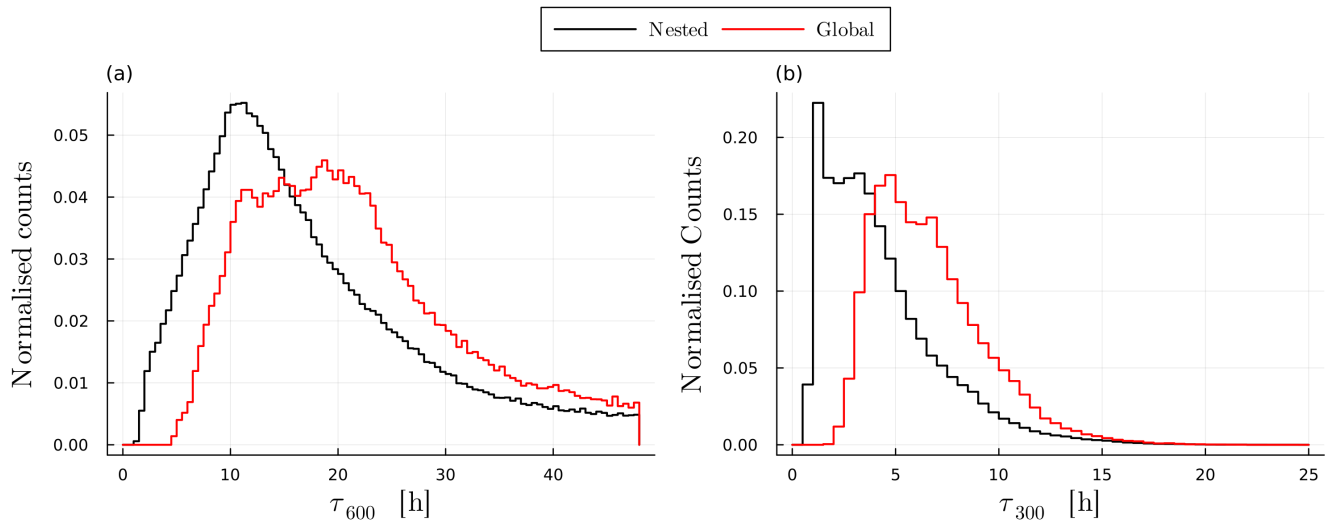 Nested Global
(a)
Normalised counts
0.05
0.04
0.03
0.02
0.01
0.00
0 10 20 30 40
τ600 [h]
(b)
Normalised Counts
0.20
0.15
0.10
0.05
0.00
0 5 10 15 20 25
τ300 [h]